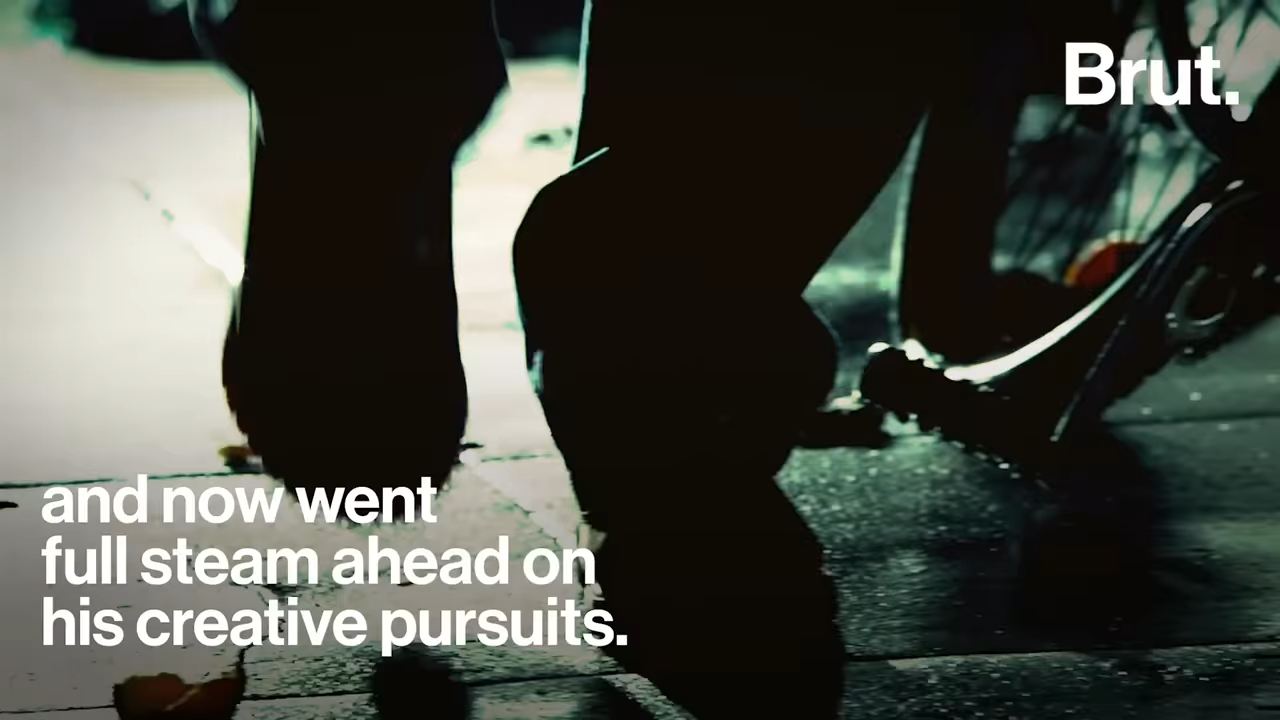 Brut.
and now went
full steam ahead on
his creative pursuits.